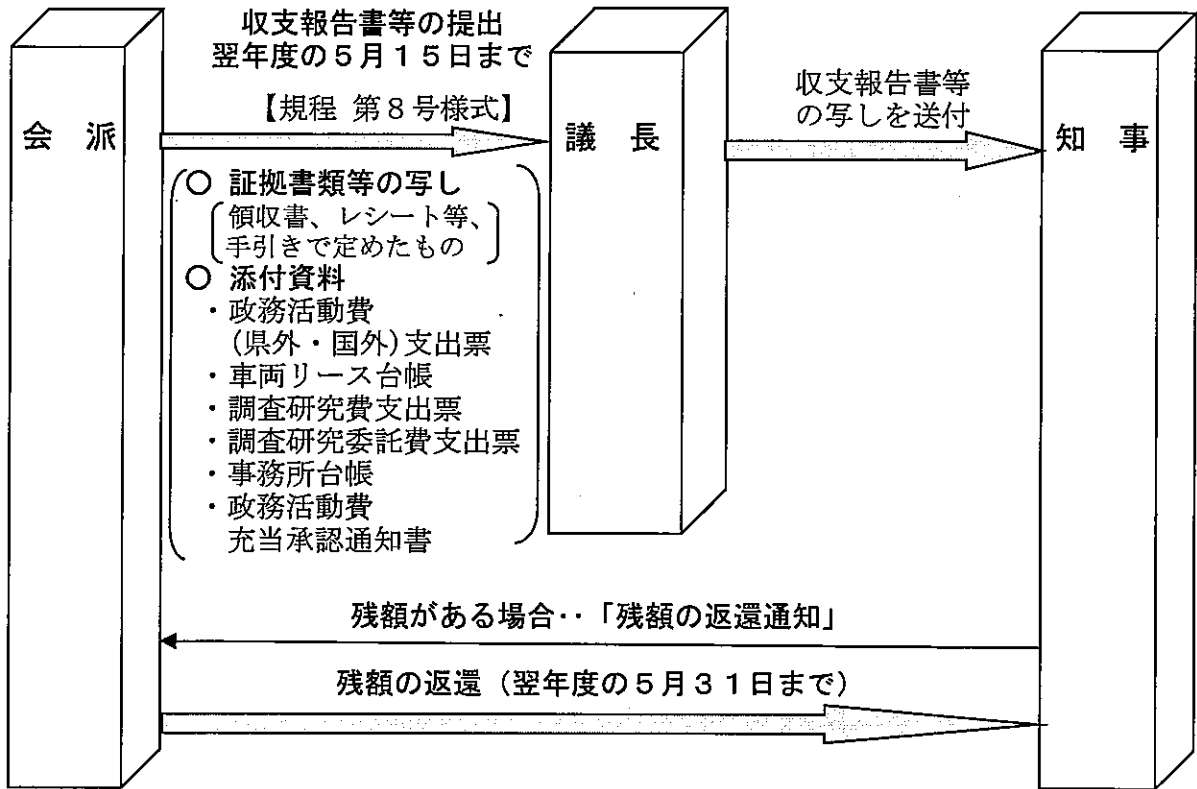 収支報告書等の提出
翌年度の５月１５日まで
【規程 第８号様式】
会 派
議 長
収支報告書等
の写しを送付
知 事
○ 証拠書類等の写し
領収書、レシート等、
手引きで定めたもの
○ 添付資料
・政務活動費
(県外・国外)支出票
・車両リース台帳
・調査研究費支出票
・調査研究委託費支出票
・事務所台帳
・政務活動費
充当承認通知書
残額がある場合‥「残額の返還通知」
残額の返還（翌年度の５月３１日まで）